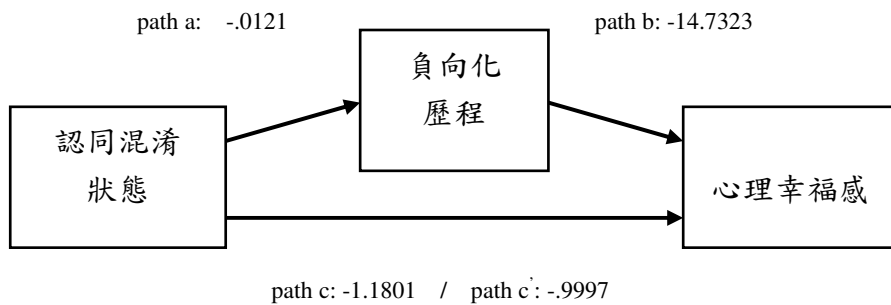 path a: -.0121
path b: -14.7323
負向化
歷程
認同混淆
狀態
心理幸福感
path c: -1.1801 / path c': -.9997